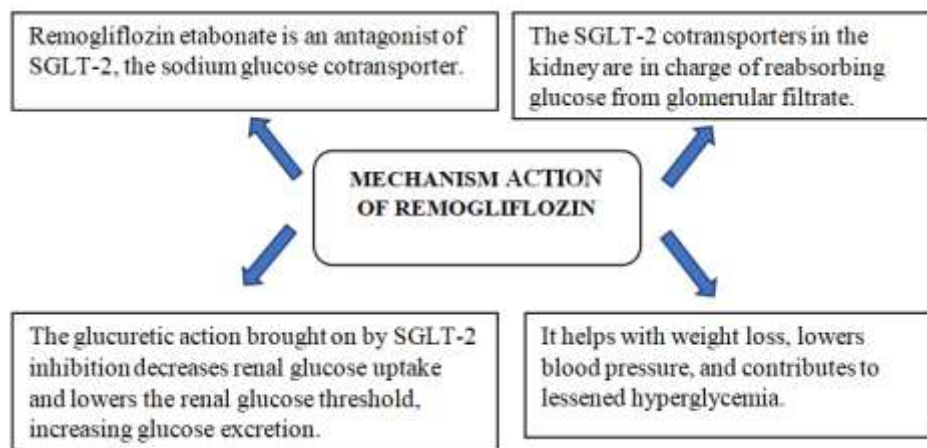 Remogliflozin etabonate is an antagonist of
SGLT-2, the sodium glucose cotransporter.
The SGLT-2 cotransporters in the
kidney are in charge of reabsorbing
glucose from glomerular filtrate.
MECHANISM ACTION
OF REMOGLIFLOZIN
The glucuretic action brought on by SGLT-2
inhibition decreases renal glucose uptake
and lowers the renal glucose threshold,
increasing glucose excretion.
It helps with weight loss, lowers
blood pressure, and contributes to
lessened hyperglycemia.